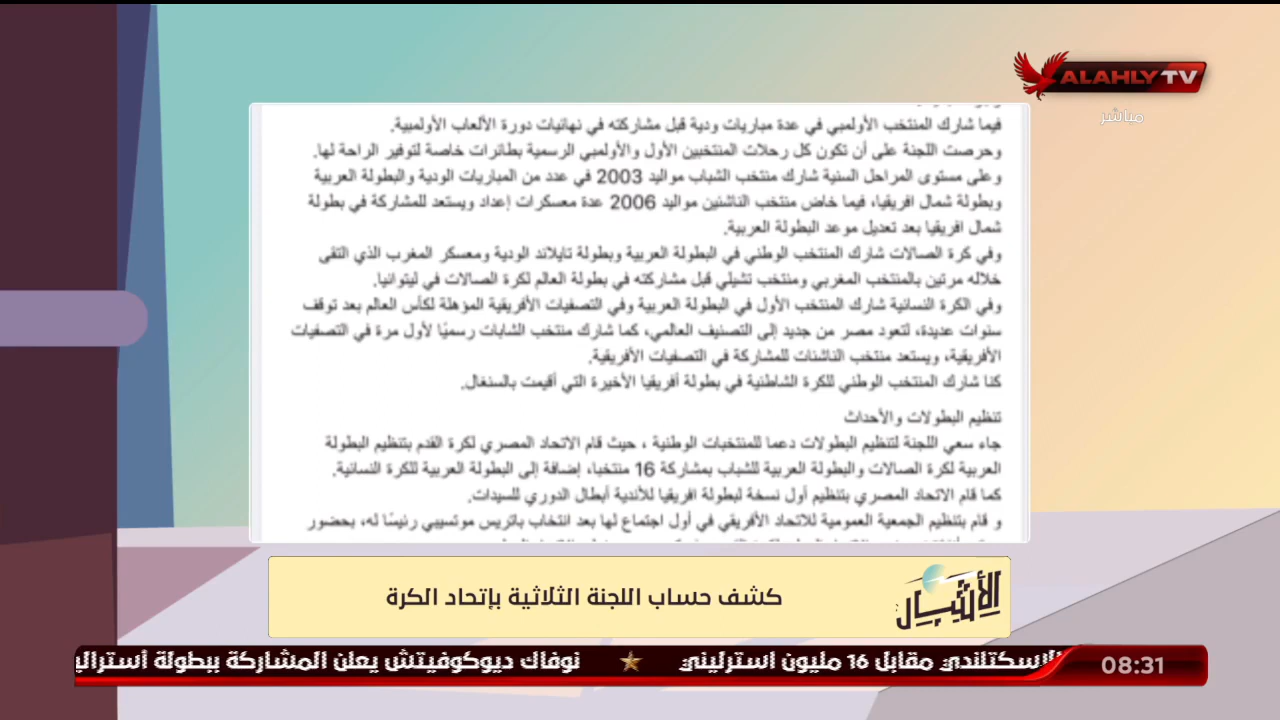 ALAHLY TV
مباشر
فيما شارك المنتخب الأولمبي في عدة مباريات ودية قبل مشاركته في نهائيات دورة الألعاب الأولمبية.
وحرصت اللجنة على أن تكون كل رحلات المنتخبين الأول والأولمبي الرسمية بطائرات خاصة لتوفير الراحة لها.
وعلى مستوى المراحل السنية شارك منتخب الشباب مواليد 2003 في عدد من المباريات الودية والبطولة العربية
وبطولة شمال افريقيا، فيما خاض منتخب الناشئين مواليد 2006 عدة معسكرات إعداد ويستعد للمشاركة في بطولة
شمال افريقيا بعد تعديل موعد البطولة العربية.
وفي كرة الصالات شارك المنتخب الوطني في البطولة العربية وبطولة تايلاند الودية ومعسكر المغرب الذي التقى
خلاله مرتين بالمنتخب المغربي ومنتخب تشيلي قبل مشاركته في بطولة العالم لكرة الصالات في ليتوانيا.
وفي الكرة النسائية شارك المنتخب الأول في البطولة العربية وفي التصفيات الأفريقية المؤهلة لكأس العالم بعد توقف
سنوات عديدة، لتعود مصر من جديد إلى التصنيف العالمي، كما شارك منتخب الشابات رسميًا لأول مرة في التصفيات
الأفريقية، ويستعد منتخب الناشئات للمشاركة في التصفيات الأفريقية.
كنا شارك المنتخب الوطني للكرة الشاطئية في بطولة أفريقيا الأخيرة التي أقيمت بالسنغال.
تنظيم البطولات والأحداث
جاء سعي اللجنة لتنظيم البطولات دعما للمنتخبات الوطنية ، حيث قام الاتحاد المصري لكرة القدم بتنظيم البطولة
العربية لكرة الصالات والبطولة العربية للشباب بمشاركة 16 منتخبا، إضافة إلى البطولة العربية للكرة النسائية.
كما قام الاتحاد المصري بتنظيم أول نسخة لبطولة افريقيا للأندية أبطال الدوري للسيدات.
و قام بتنظيم الجمعية العمومية للاتحاد الأفريقي في أول اجتماع لها بعد انتخاب باتريس موتسيبي رئيسًا له، بحضور
كشف حساب اللجنة الثلاثية بإتحاد الكرة
الأشبال
الاسكتلندي مقابل 16 مليون استرليني
نوفاك ديوكوفيتش يعلن المشاركة ببطولة أستراليا
08:31